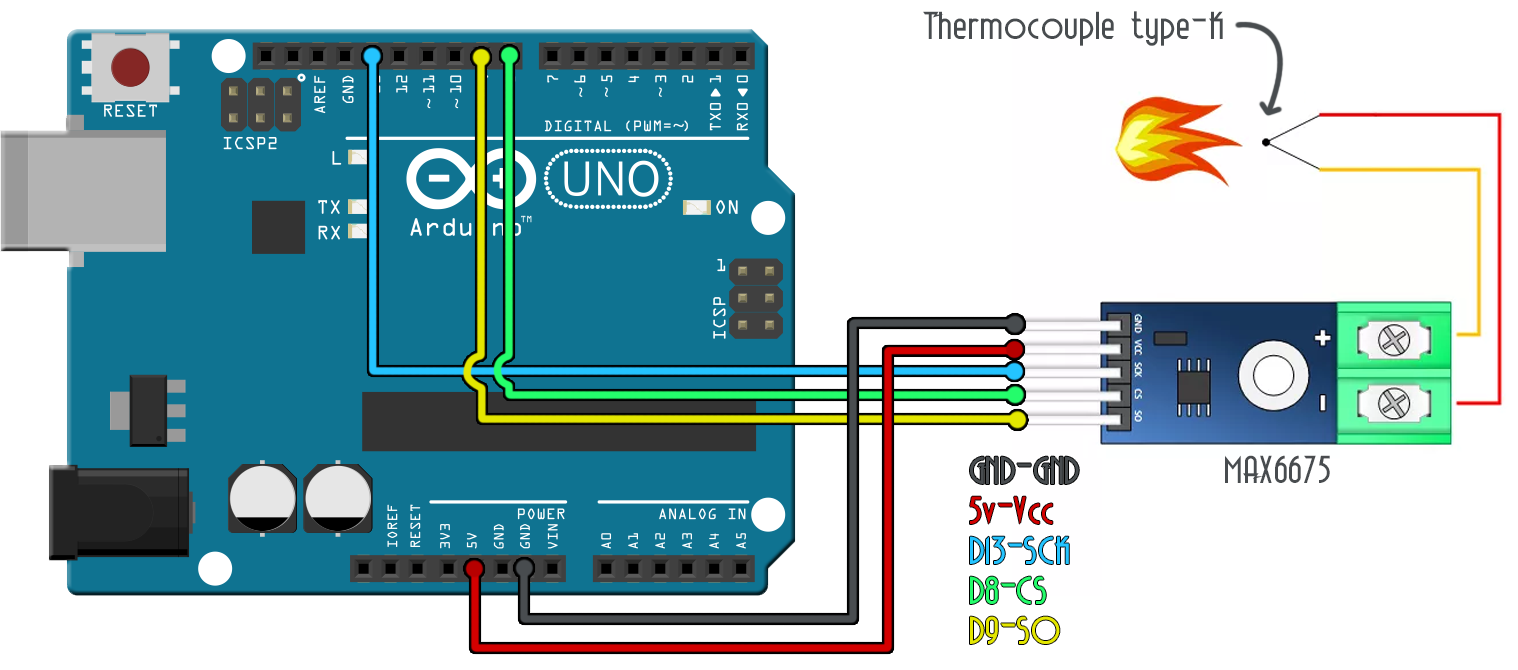 Thermocouple type-K
RESET
ICSP2
AREF
GND
12
~11
~10
7
~6
~5
4
~3
2
TX0▶1
RX0◀0
DIGITAL (PWM=~)
L
TX
RX
UNO
Arduino™
ON
1
ICSP
GND
VCC
SCK
CS
SO
+
-
MAX6675
GND-GND
5v-Vcc
D13-SCK
D8-CS
D9-SO
POWER
ANALOG IN
IOREF
RESET
3V3
5V
GND
GND
VIN
A0
A1
A2
A3
A4
A5